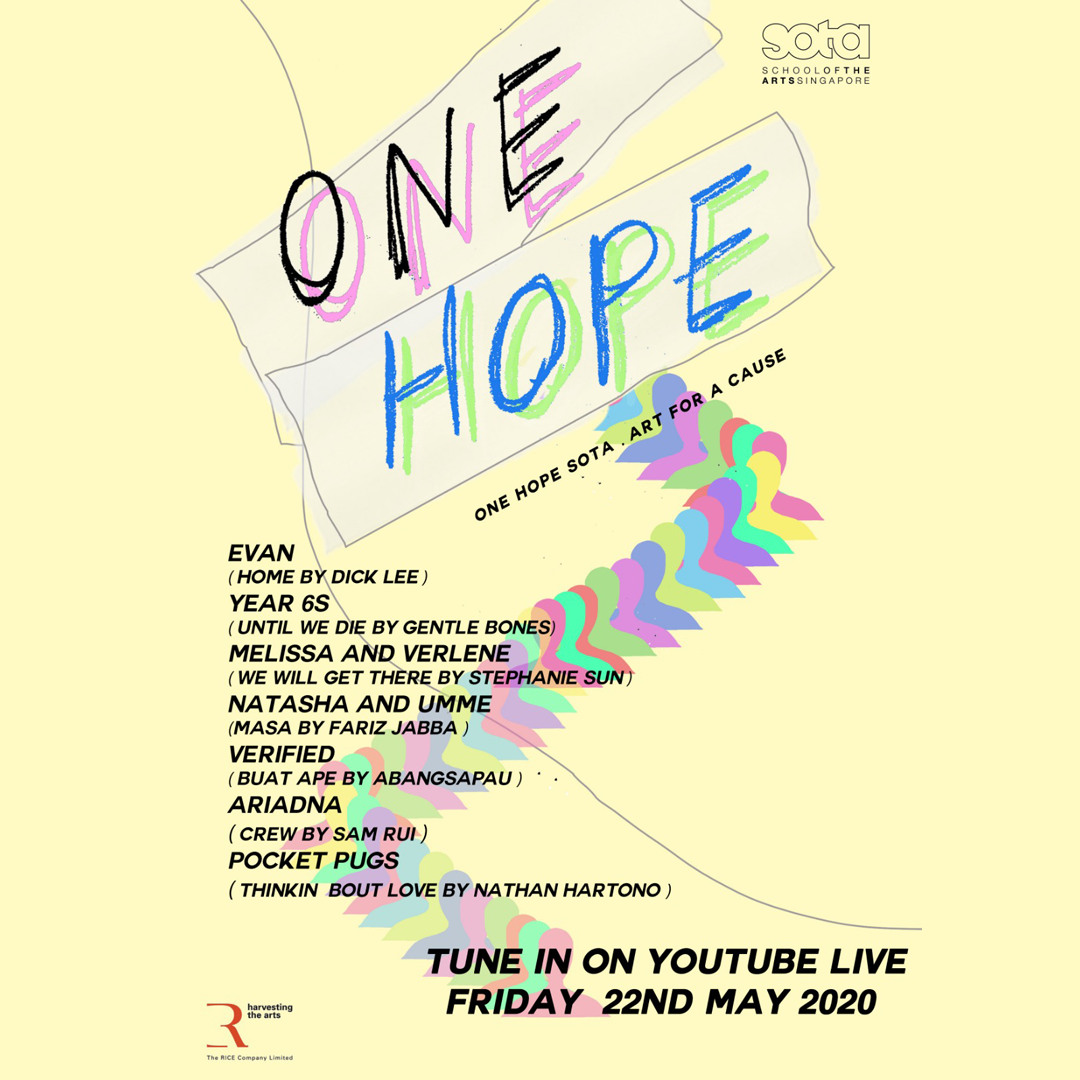 sota
SCHOOLOFTHE
ARTSSINGAPORE
ONE
HOPE
ONE HOPE SOTA . ART FOR A CAUSE
EVAN
( HOME BY DICK LEE )
YEAR 6S
( UNTIL WE DIE BY GENTLE BONES)
MELISSA AND VERLENE
( WE WILL GET THERE BY STEPHANIE SUN )
NATASHA AND UMME
(MASA BY FARIZ JABBA )
VERIFIED
( BUAT APE BY ABANGSAPAU )
ARIADNA
( CREW BY SAM RUI )
POCKET PUGS
( THINKIN BOUT LOVE BY NATHAN HARTONO )
TUNE IN ON YOUTUBE LIVE
FRIDAY 22ND MAY 2020
R
harvesting
the arts
The RICE Company Limited